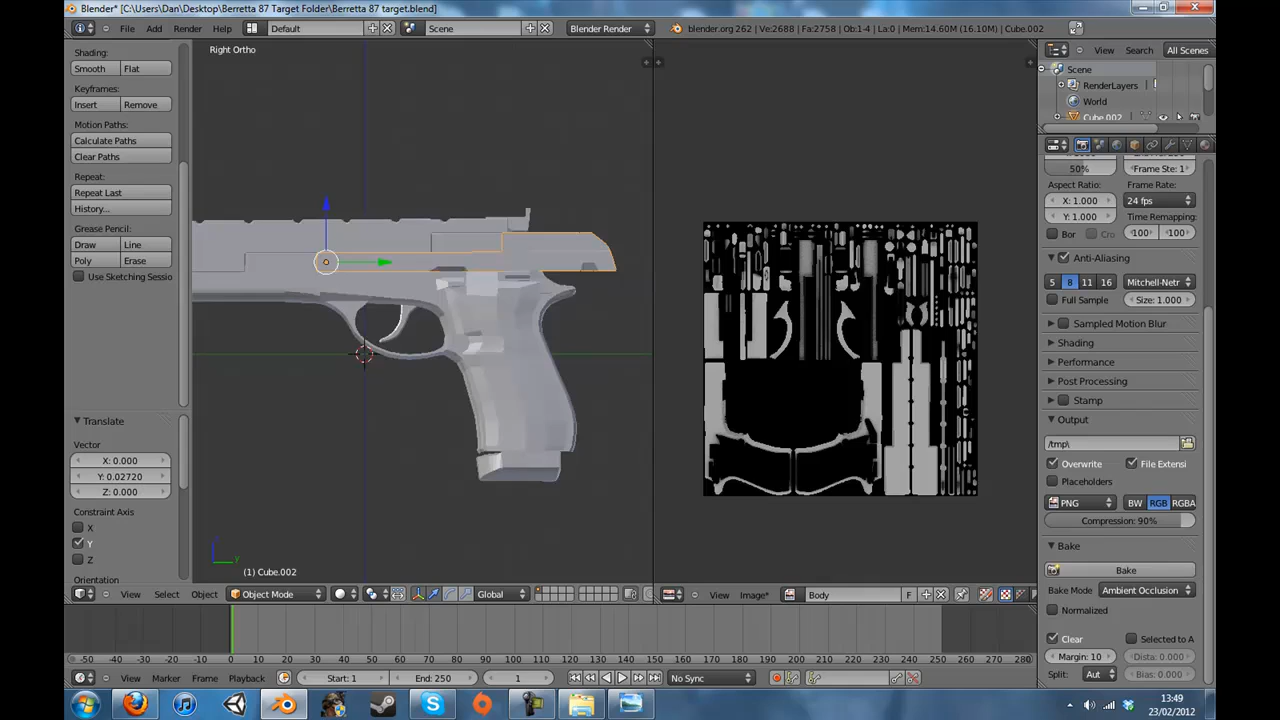 Blender* [C:\Users\Dan\Desktop\Berretta 87 Target Folder\Berretta 87 target.blend]
File Add Render Help Default Scene Blender Render blender.org 262 | Ve:2688 | Fa:2758 | Ob:1-4 | La:0 | Mem:14.60M (16.10M) | Cube.002
View Search All Scenes
Shading:
Smooth Flat
Keyframes:
Insert Remove
Motion Paths:
Calculate Paths
Clear Paths
Repeat:
Repeat Last
History...
Grease Pencil:
Draw Line
Poly Erase
Use Sketching Sessio
Translate
Vector
X: 0.000
Y: 0.02720
Z: 0.000
Constraint Axis
X
Y
Z
Orientation
Right Ortho
(1) Cube.002
View Select Object Object Mode Global
View Image* Body F
Scene
RenderLayers
World
Cube.002
50% Frame Ste: 1
Aspect Ratio: Frame Rate:
X: 1.000 24 fps
Y: 1.000 Time Remapping:
Bor Cro 100 100
Anti-Aliasing
5 8 11 16 Mitchell-Netr
Full Sample Size: 1.000
Sampled Motion Blur
Shading
Performance
Post Processing
Stamp
Output
/tmp\
Overwrite File Extensi
Placeholders
PNG BW RGB RGBA
Compression: 90%
Bake
Bake
Bake Mode Ambient Occlusion
Normalized
Clear Selected to A
Margin: 10 Dista: 0.000
Split: Aut Bias: 0.000
-50 -40 -30 -20 -10 0 10 20 30 40 50 60 70 80 90 100 110 120 130 140 150 160 170 180 190 200 210 220 230 240 250 260 270 280
View Marker Frame Playback Start: 1 End: 250 1 No Sync
13:49
23/02/2012